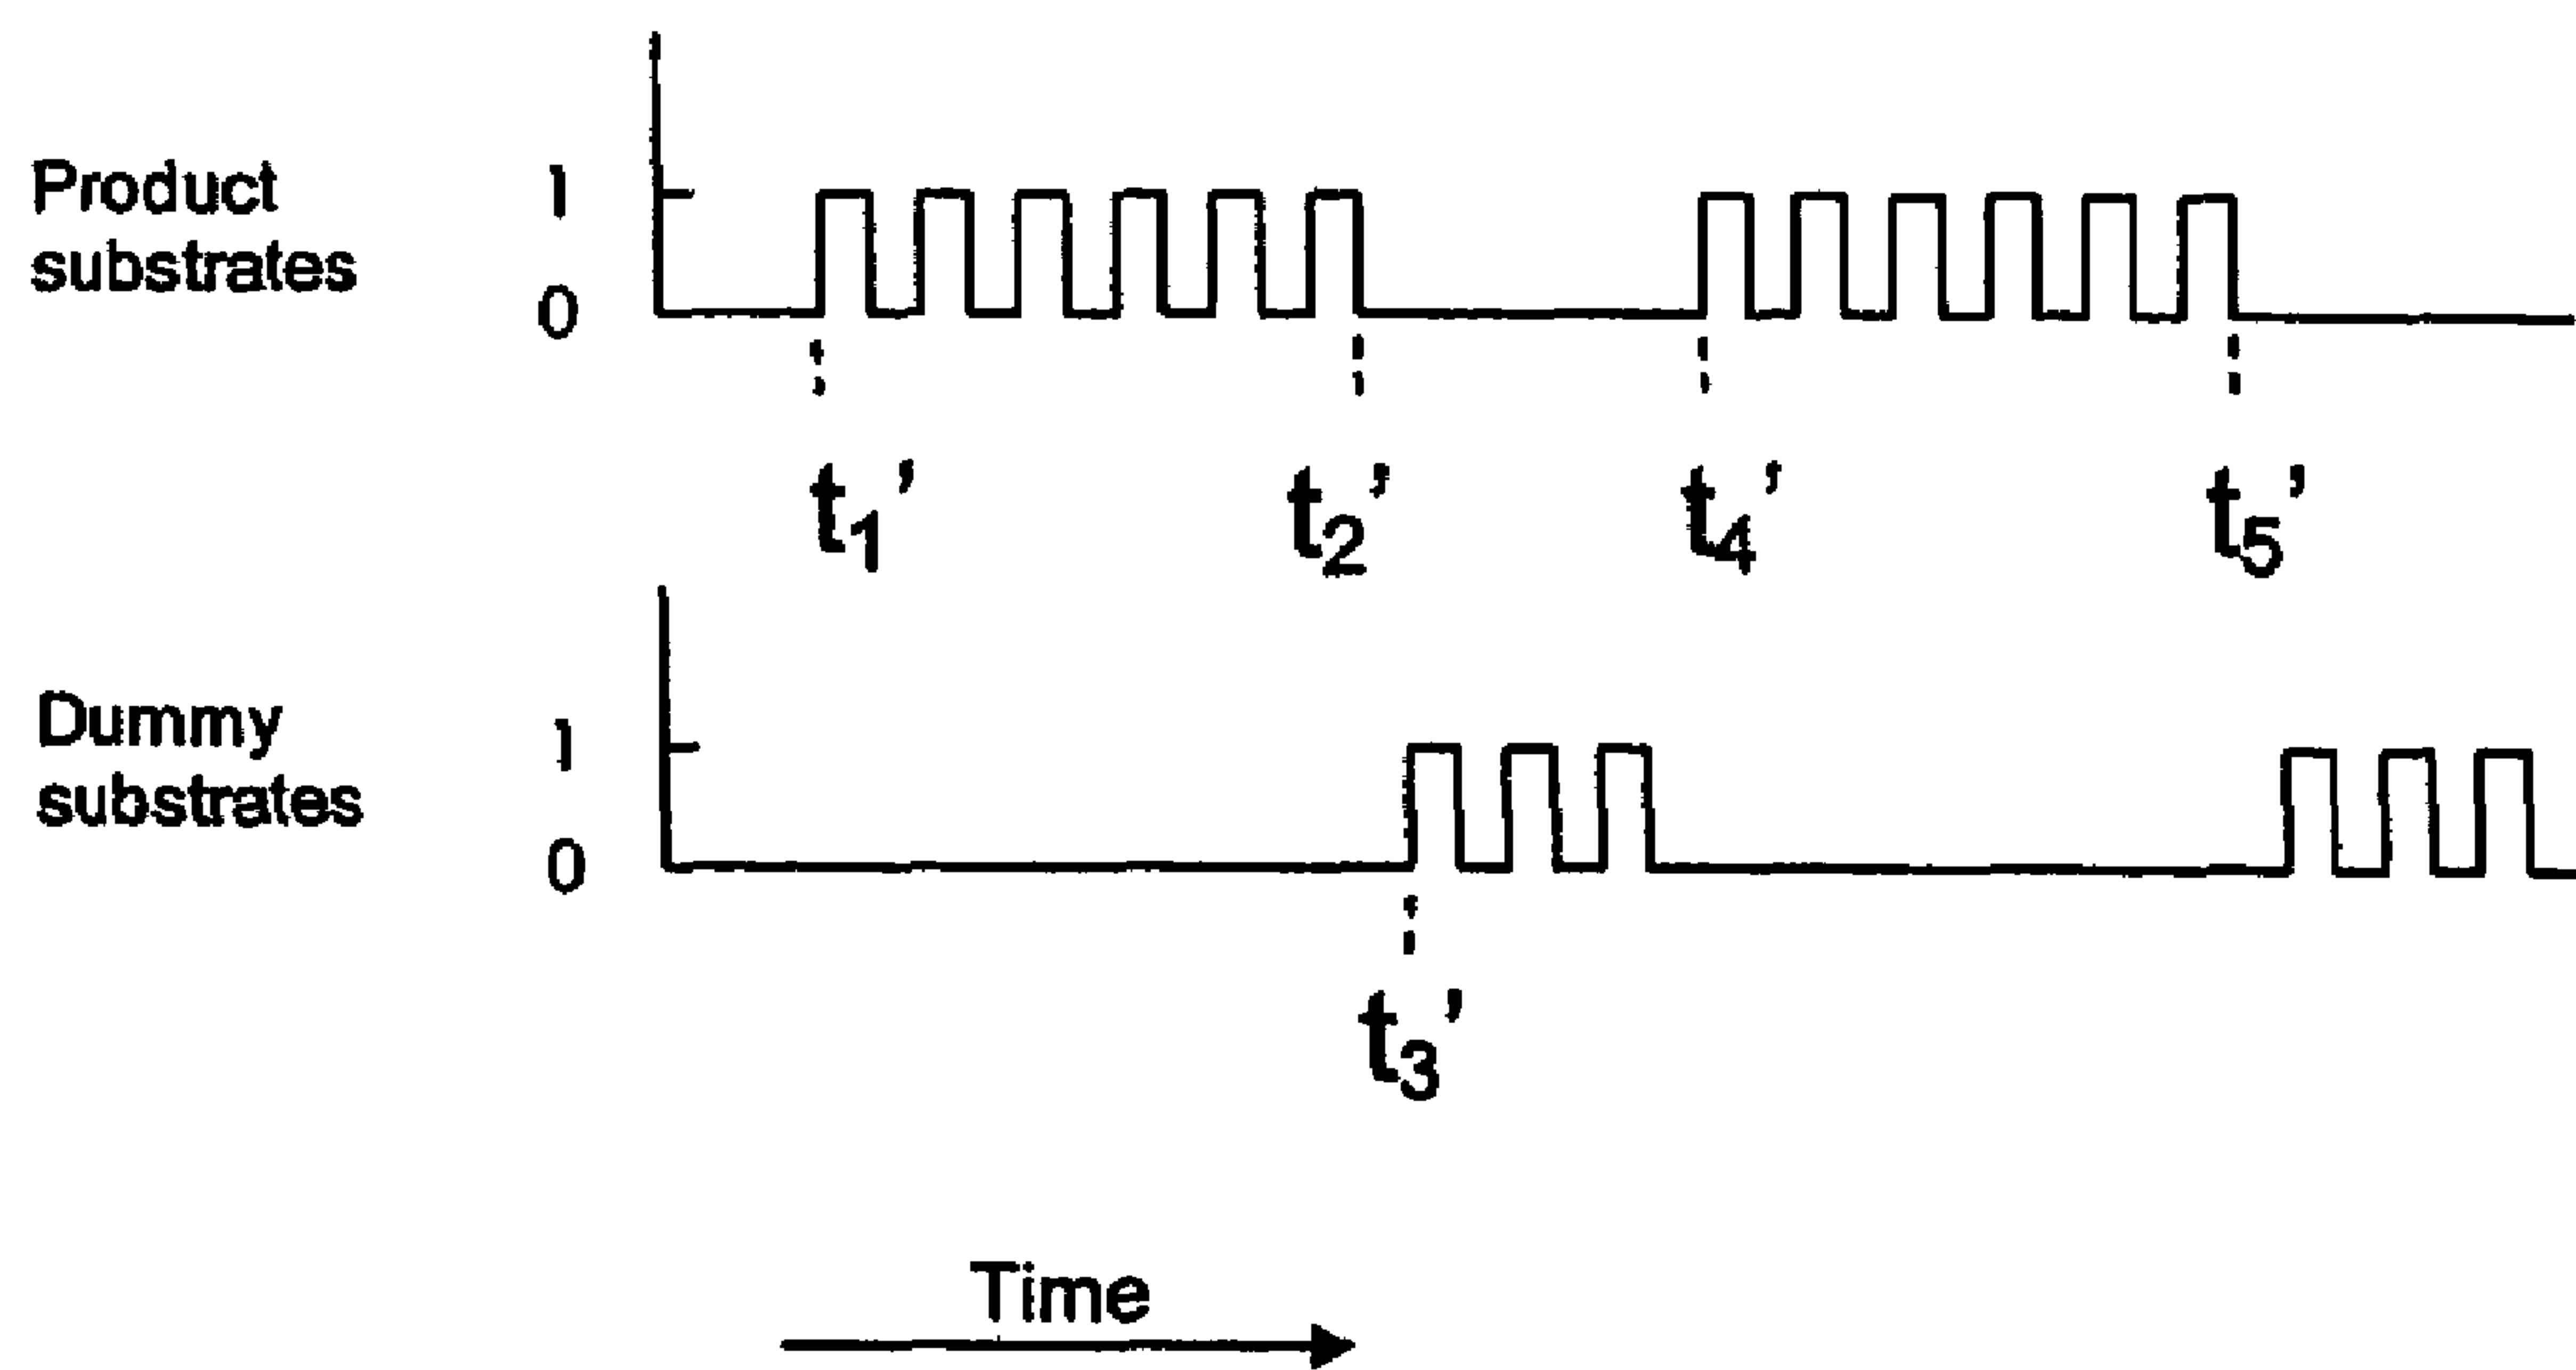 Product
substrates
1
0
t₁’ t₂’ t₄’ t₅’
Dummy
substrates
1
0
t₃’
Time